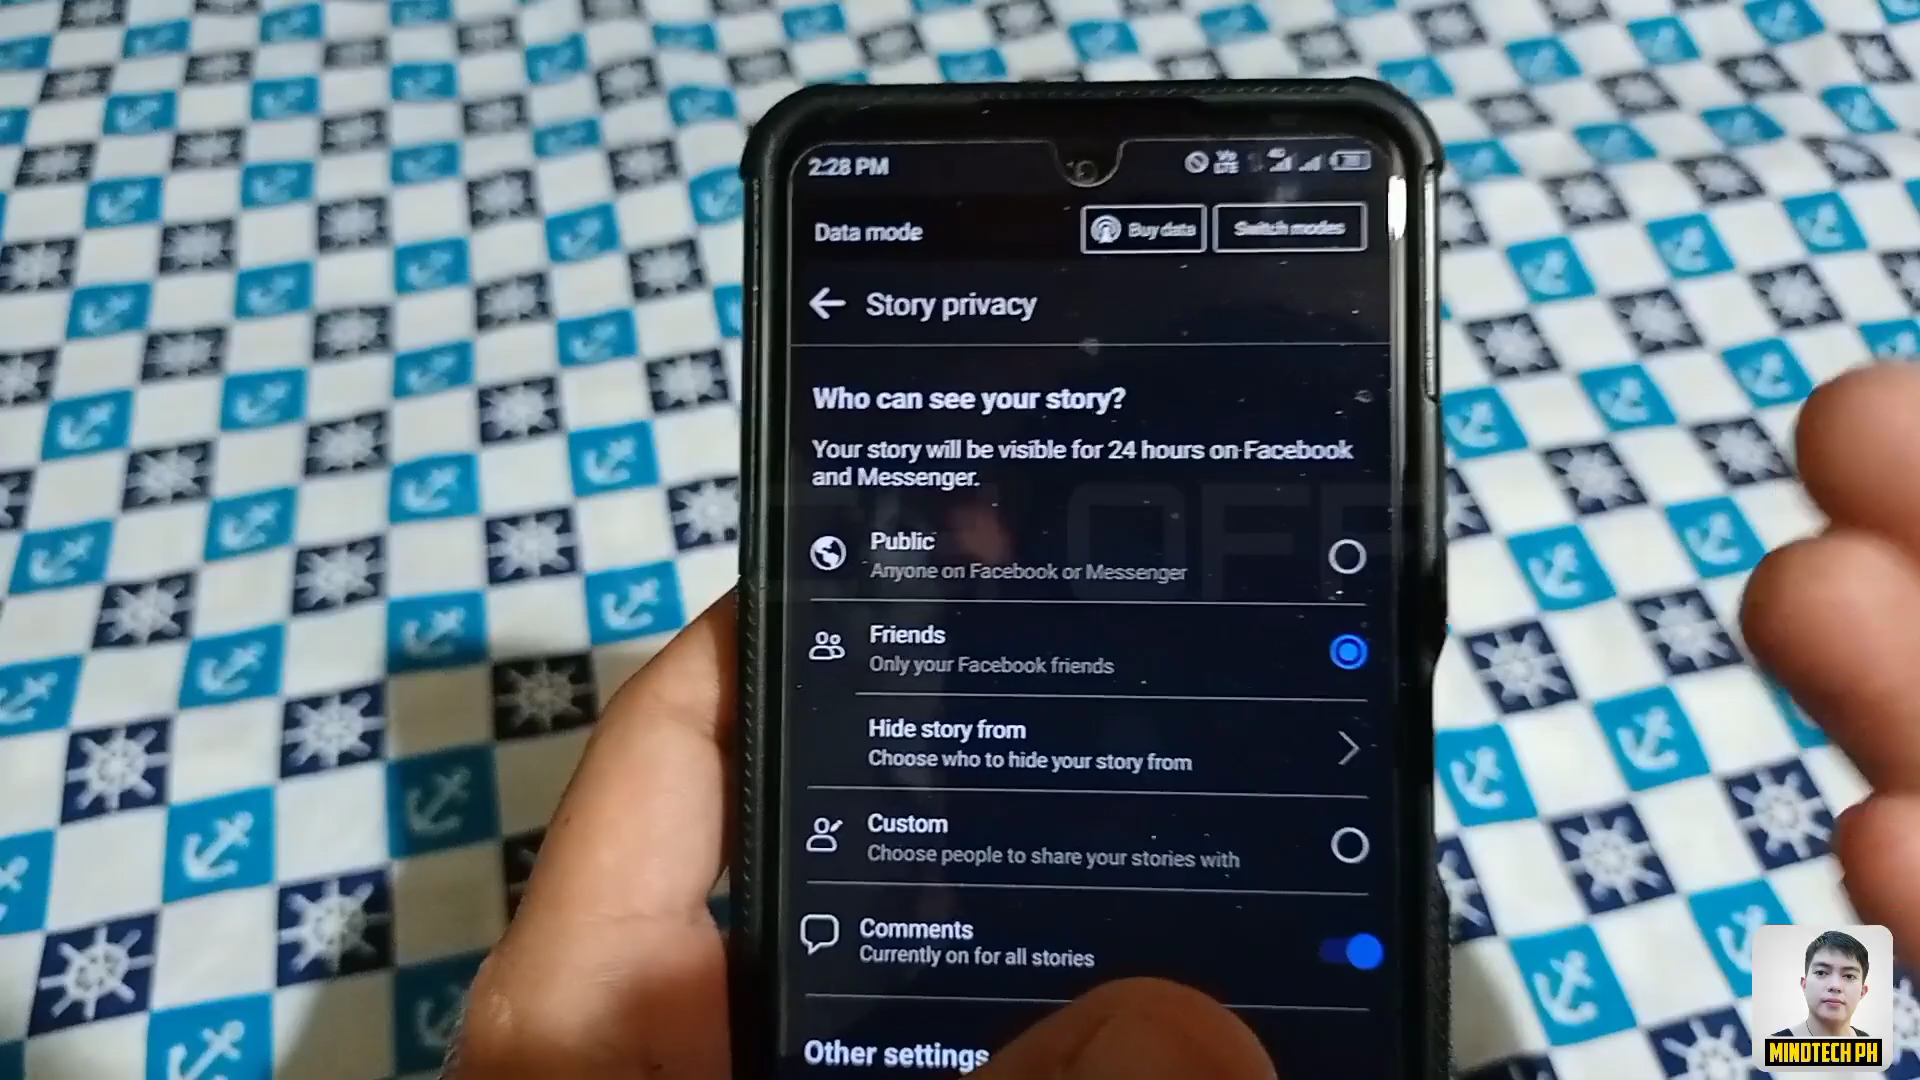 2:28 PM
Data mode
Buy data
Switch modes
Story privacy
Who can see your story?
Your story will be visible for 24 hours on Facebook
and Messenger.
Public
Anyone on Facebook or Messenger
Friends
Only your Facebook friends
Hide story from
Choose who to hide your story from
Custom
Choose people to share your stories with
Comments
Currently on for all stories
Other settings
MINDTECH PH